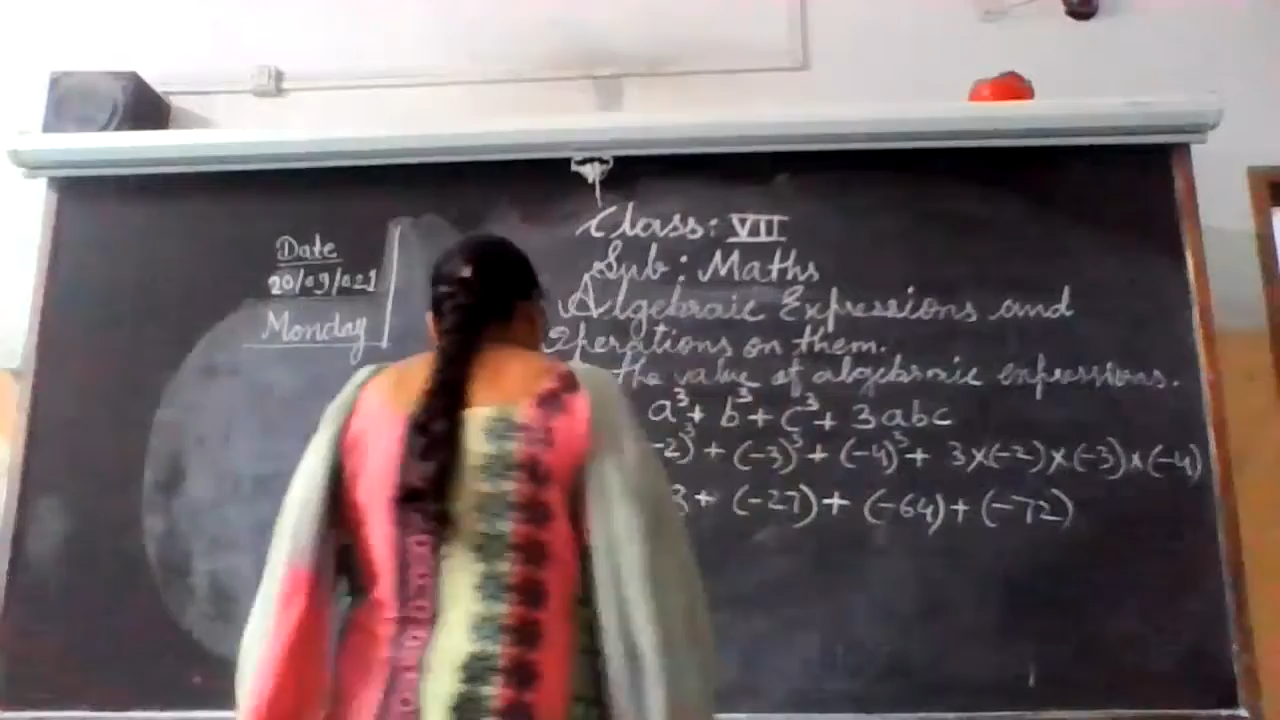 Date
20/09/021
Monday
Class: VII
Sub: Maths
Algebraic Expressions and
Operations on them.
the value of algebraic expressions.
a³ + b³ + c³ + 3abc
-2)³ + (-3)³ + (-4)³ + 3×(-2)×(-3)×(-4)
+ (-27) + (-64) + (-72)